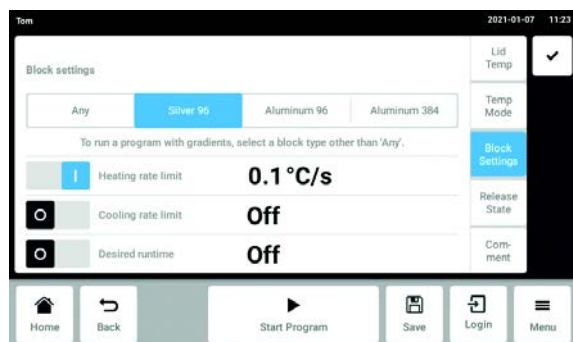 Tom
2021-01-07 11:23
Block settings
Any
Silver 96
Aluminum 96
Aluminum 384
To run a program with gradients, select a block type other than 'Any'.
Heating rate limit
0.1 °C/s
Cooling rate limit
Off
Desired runtime
Off
Lid
Temp
Temp
Mode
Block
Settings
Release
State
Com-
ment
Home
Back
Start Program
Save
Login
Menu